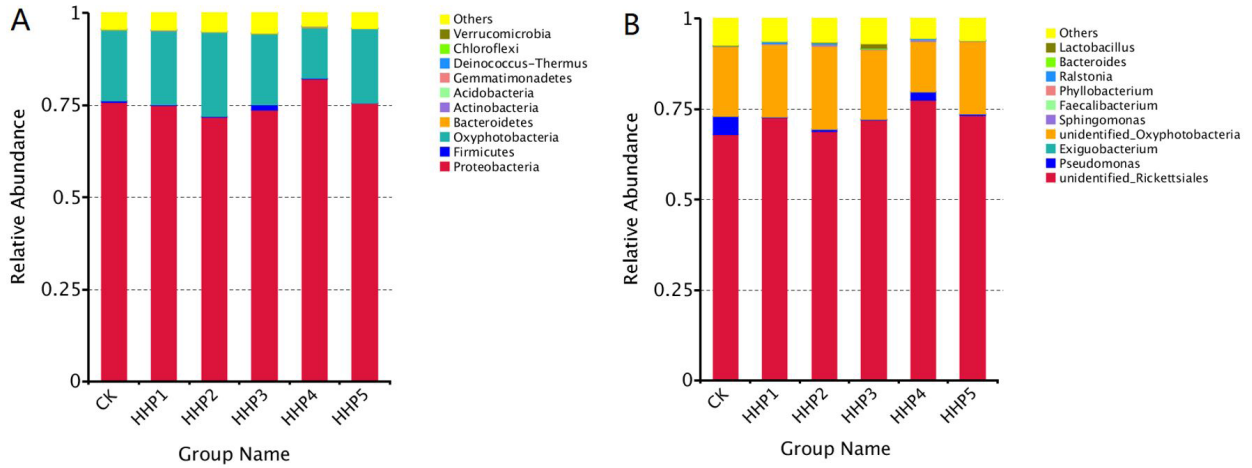 A
Relative Abundance
1
0.75
0.5
0.25
0
CK
HHP1
HHP2
HHP3
HHP4
HHP5
Group Name
Others
Verrucomicrobia
Chloroflexi
Deinococcus-Thermus
Gemmatimonadetes
Acidobacteria
Actinobacteria
Bacteroidetes
Oxyphotobacteria
Firmicutes
Proteobacteria
B
Relative Abundance
1
0.75
0.5
0.25
0
CK
HHP1
HHP2
HHP3
HHP4
HHP5
Group Name
Others
Lactobacillus
Bacteroides
Ralstonia
Phyllobacterium
Faecalibacterium
Sphingomonas
unidentified_Oxyphotobacteria
Exiguobacterium
Pseudomonas
unidentified_Rickettsiales